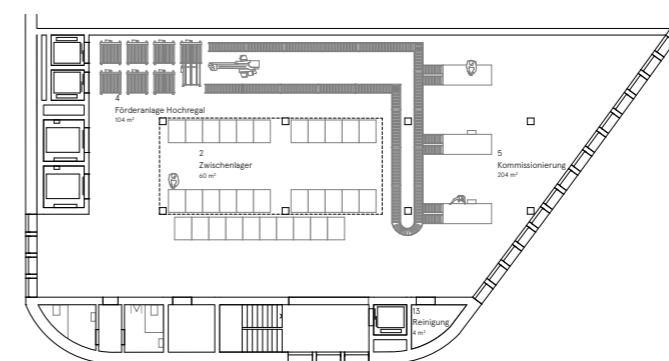 4
Förderanlage Hochregal
104 m²
2
Zwischenlager
60 m²
5
Kommissionierung
204 m²
13
Reinigung
4 m²